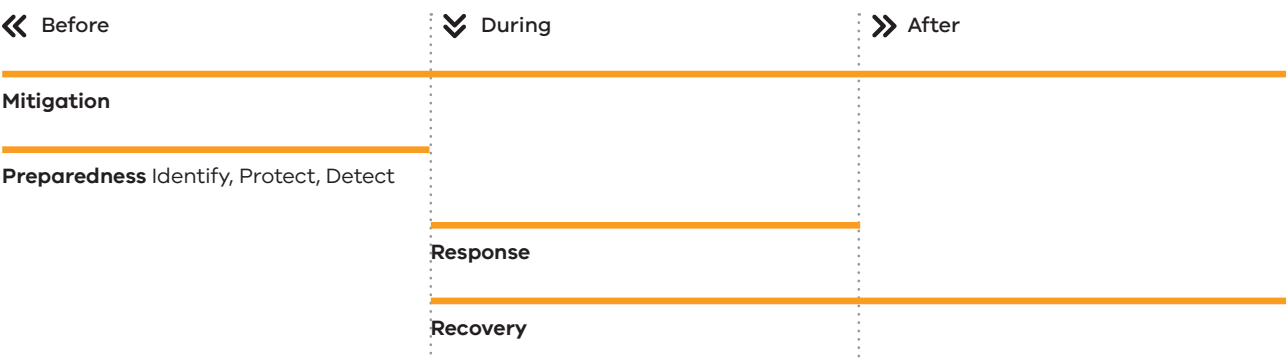 Before
During
After
Mitigation
Preparedness Identify, Protect, Detect
Response
Recovery